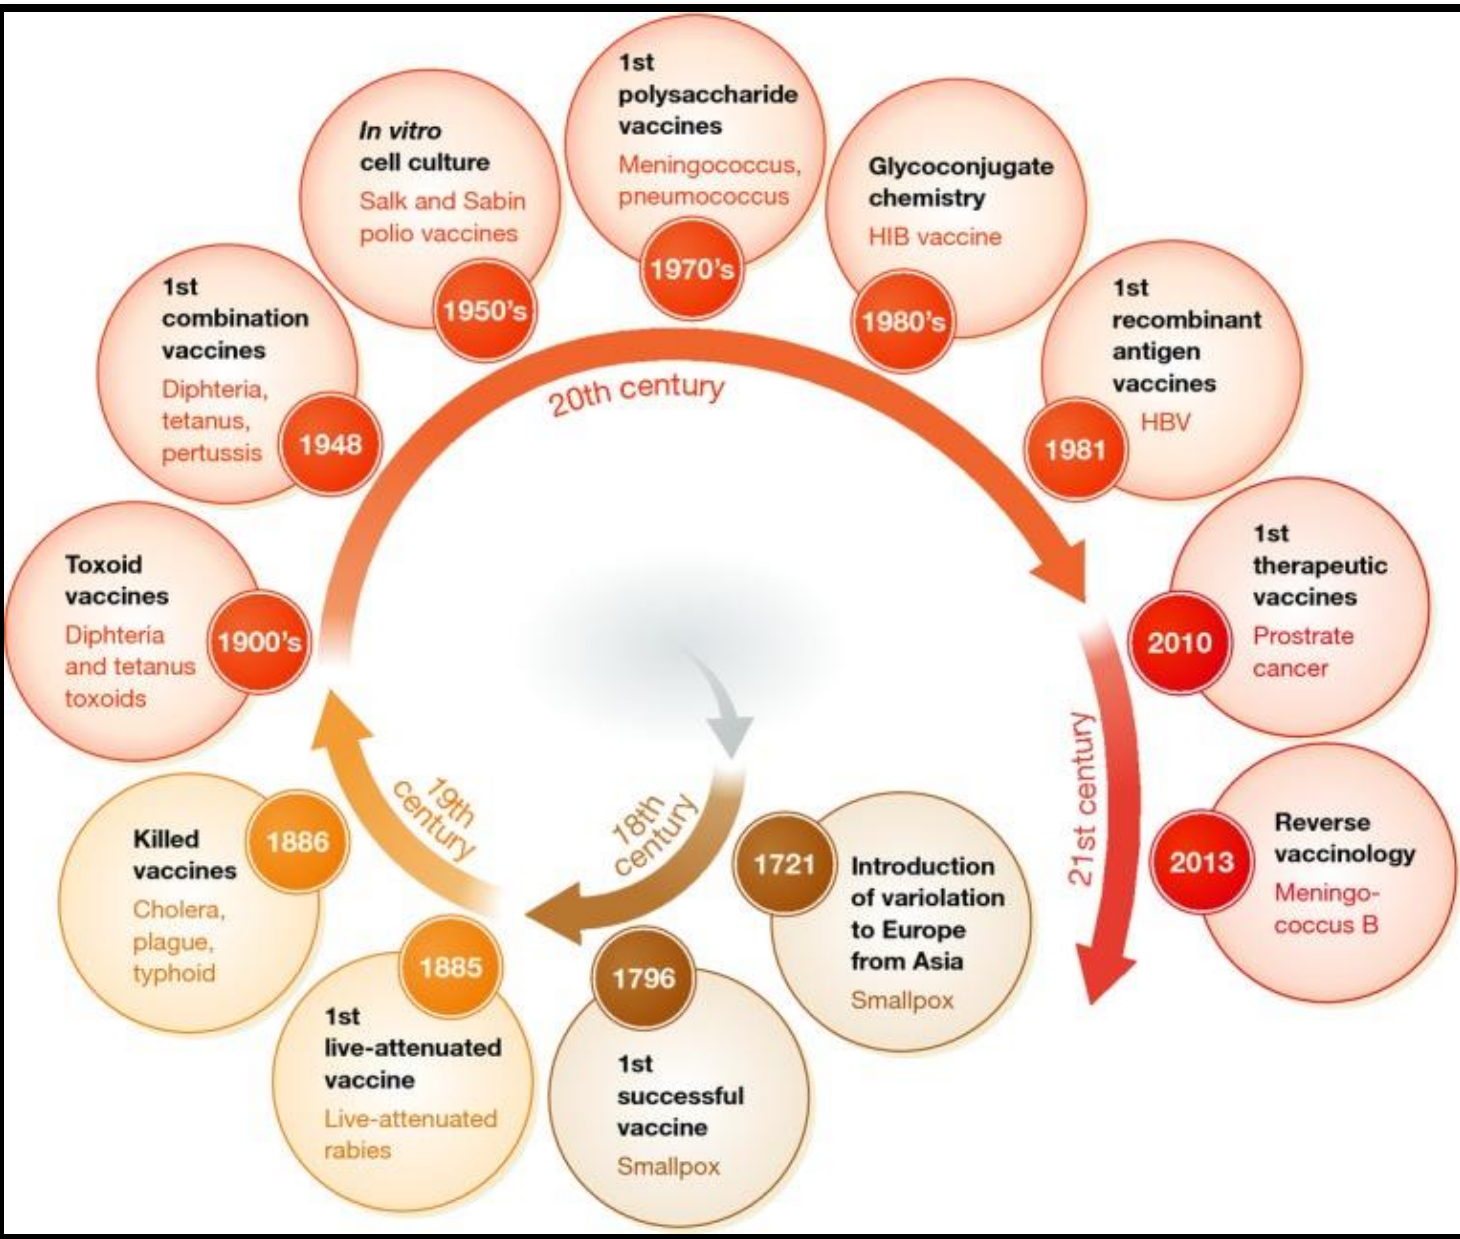 1721
Introduction
of variolation
to Europe
from Asia
Smallpox
18th
century
1796
1st
successful
vaccine
Smallpox
1885
1st
live-attenuated
vaccine
Live-attenuated
rabies
19th
century
1886
Killed
vaccines
Cholera,
plague,
typhoid
1900's
Toxoid
vaccines
Diphteria
and tetanus
toxoids
1948
1st
combination
vaccines
Diphteria,
tetanus,
pertussis
20th century
1950's
In vitro
cell culture
Salk and Sabin
polio vaccines
1970's
1st
polysaccharide
vaccines
Meningococcus,
pneumococcus
1980's
Glycoconjugate
chemistry
HIB vaccine
1981
1st
recombinant
antigen
vaccines
HBV
21st century
2010
1st
therapeutic
vaccines
Prostrate
cancer
2013
Reverse
vaccinology
Meningo-
coccus B